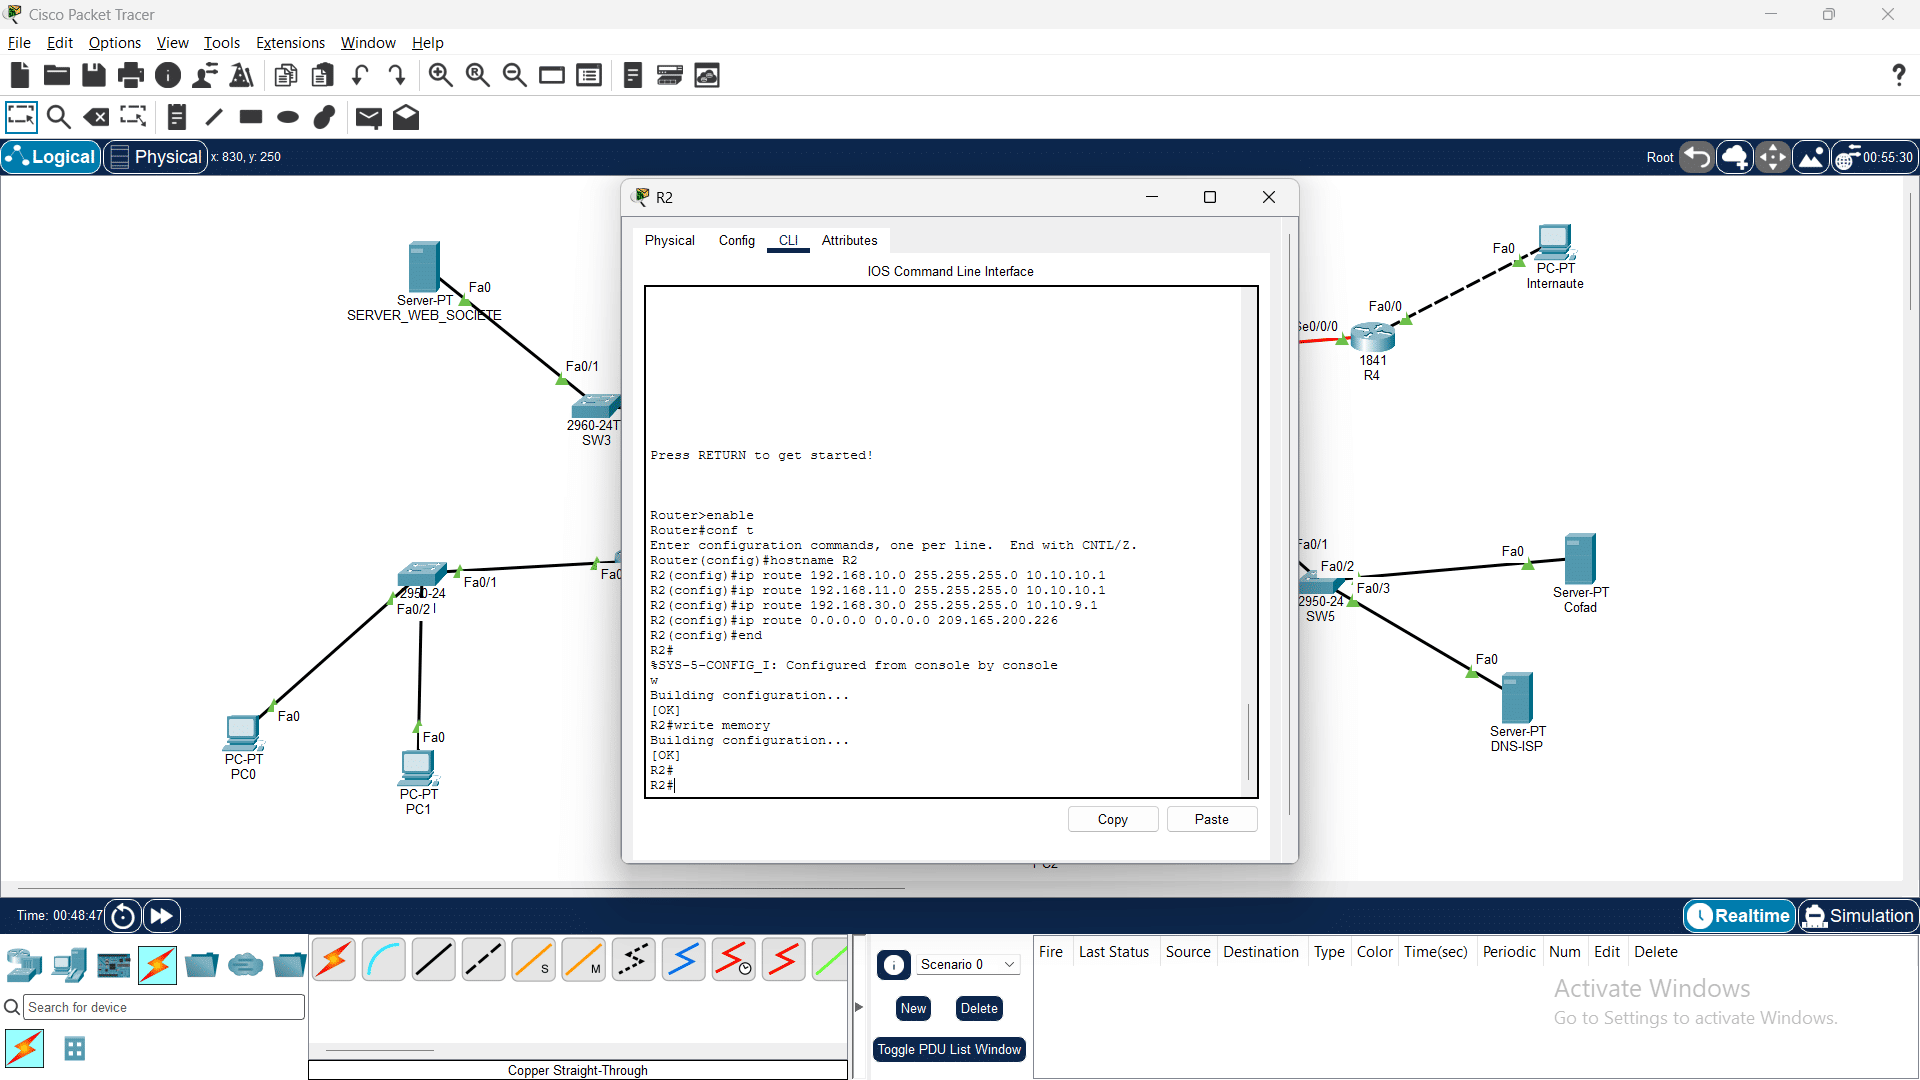 Cisco Packet Tracer
File Edit Options View Tools Extensions Window Help
Logical Physical x: 830, y: 250 Root 00:55:30
R2
Physical Config CLI Attributes
IOS Command Line Interface
Press RETURN to get started!
Router>enable
Router#conf t
Enter configuration commands, one per line.  End with CNTL/Z.
Router(config)#hostname R2
R2(config)#ip route 192.168.10.0 255.255.255.0 10.10.10.1
R2(config)#ip route 192.168.11.0 255.255.255.0 10.10.10.1
R2(config)#ip route 192.168.30.0 255.255.255.0 10.10.9.1
R2(config)#ip route 0.0.0.0 0.0.0.0 209.165.200.226
R2(config)#end
R2#
%SYS-5-CONFIG_I: Configured from console by console
w
Building configuration...
[OK]
R2#write memory
Building configuration...
[OK]
R2#
R2#
Copy Paste
Fa0
Server-PT
SERVER_WEB_SOCIETE
Fa0/1
2960-24T
SW3
Fa0/1
2950-24
Fa0/2
Fa0
PC-PT
PC0
Fa0
PC-PT
PC1
Fa0
PC-PT
Internaute
Fa0/0
Se0/0/0
1841
R4
Fa0/1
Fa0/2
Fa0/3
2950-24
SW5
Fa0
Server-PT
Cofad
Fa0
Server-PT
DNS-ISP
Time: 00:48:47 Realtime Simulation
Search for device
S
M
Copper Straight-Through
Scenario 0
New Delete
Toggle PDU List Window
Fire Last Status Source Destination Type Color Time(sec) Periodic Num Edit Delete
Activate Windows
Go to Settings to activate Windows.